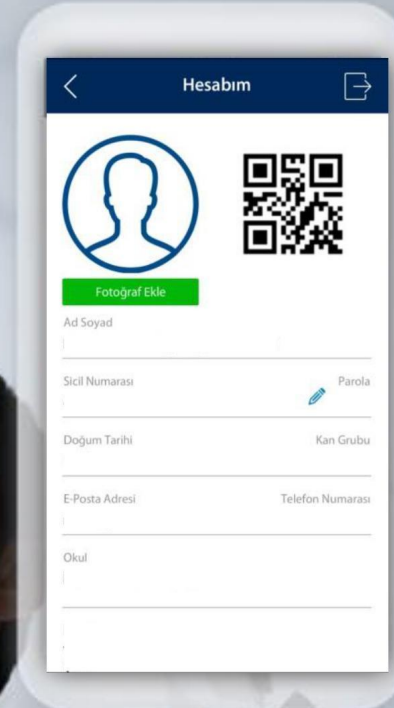 Hesabım
Fotoğraf Ekle
Ad Soyad
Sicil Numarası
Parola
Doğum Tarihi
Kan Grubu
E-Posta Adresi
Telefon Numarası
Okul